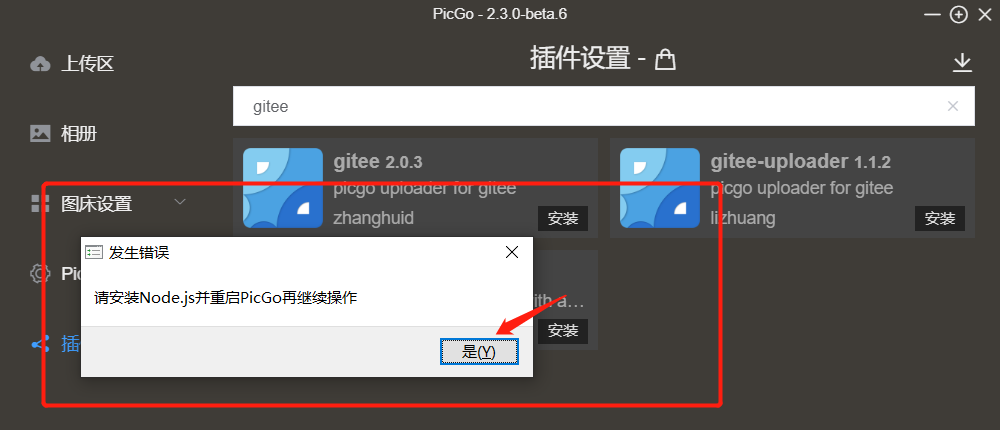 PicGo - 2.3.0-beta.6
上传区
相册
图床设置
插件设置 -
gitee
gitee 2.0.3
picgo uploader for gitee
zhanghuid
安装
gitee-uploader 1.1.2
picgo uploader for gitee
lizhuang
安装
with a...
安装
发生错误
请安装Node.js并重启PicGo再继续操作
是(Y)